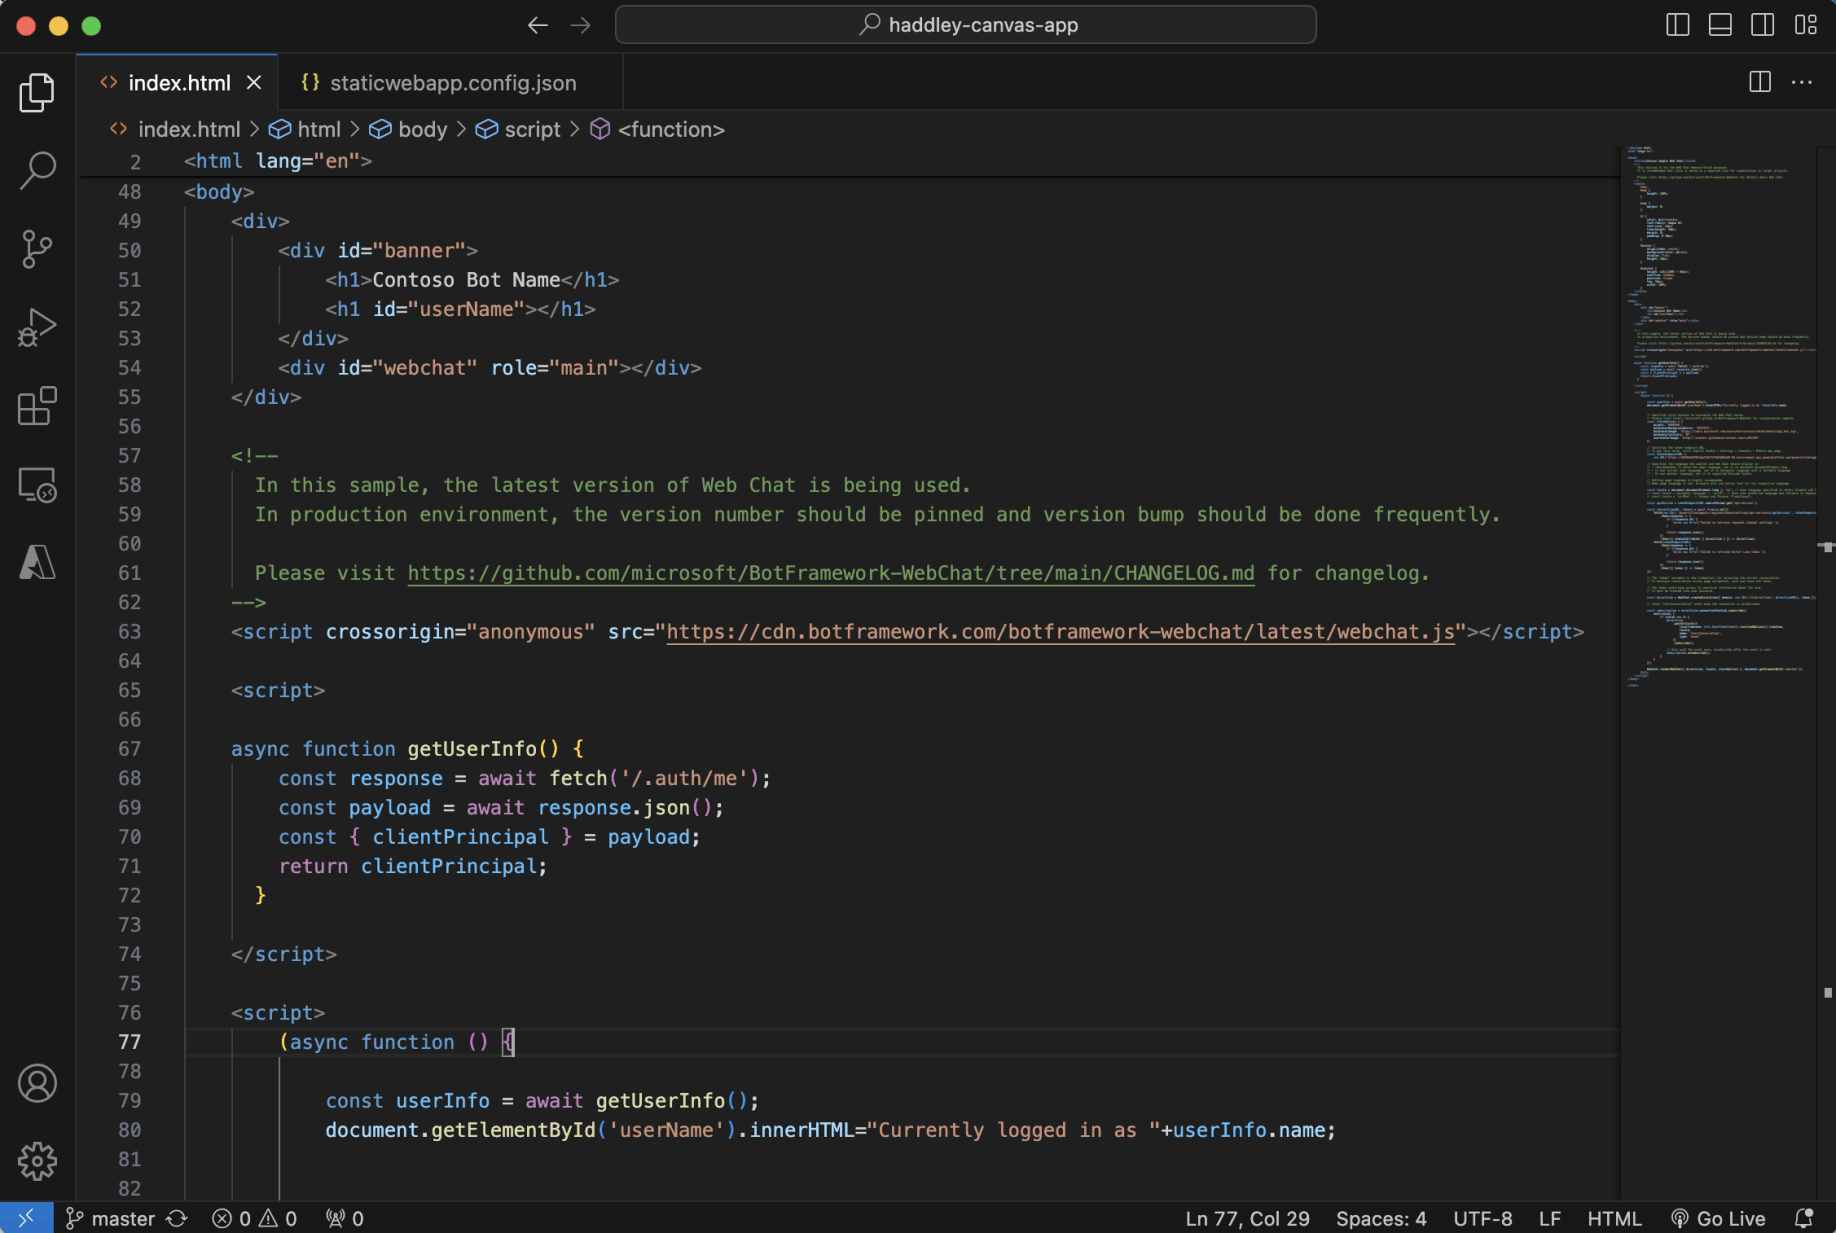 haddley-canvas-app
index.html
staticwebapp.config.json
index.html > html > body > script > <function>
2 <html lang="en">
48 <body>
49 <div>
50 <div id="banner">
51 <h1>Contoso Bot Name</h1>
52 <h1 id="userName"></h1>
53 </div>
54 <div id="webchat" role="main"></div>
55 </div>
56
57 <!--
58 In this sample, the latest version of Web Chat is being used.
59 In production environment, the version number should be pinned and version bump should be done frequently.
60
61 Please visit https://github.com/microsoft/BotFramework-WebChat/tree/main/CHANGELOG.md for changelog.
62 -->
63 <script crossorigin="anonymous" src="https://cdn.botframework.com/botframework-webchat/latest/webchat.js"></script>
64
65 <script>
66
67 async function getUserInfo() {
68 const response = await fetch('/.auth/me');
69 const payload = await response.json();
70 const { clientPrincipal } = payload;
71 return clientPrincipal;
72 }
73
74 </script>
75
76 <script>
77 (async function () {
78
79 const userInfo = await getUserInfo();
80 document.getElementById('userName').innerHTML="Currently logged in as "+userInfo.name;
81
82
master 0 0 0 Ln 77, Col 29 Spaces: 4 UTF-8 LF HTML Go Live